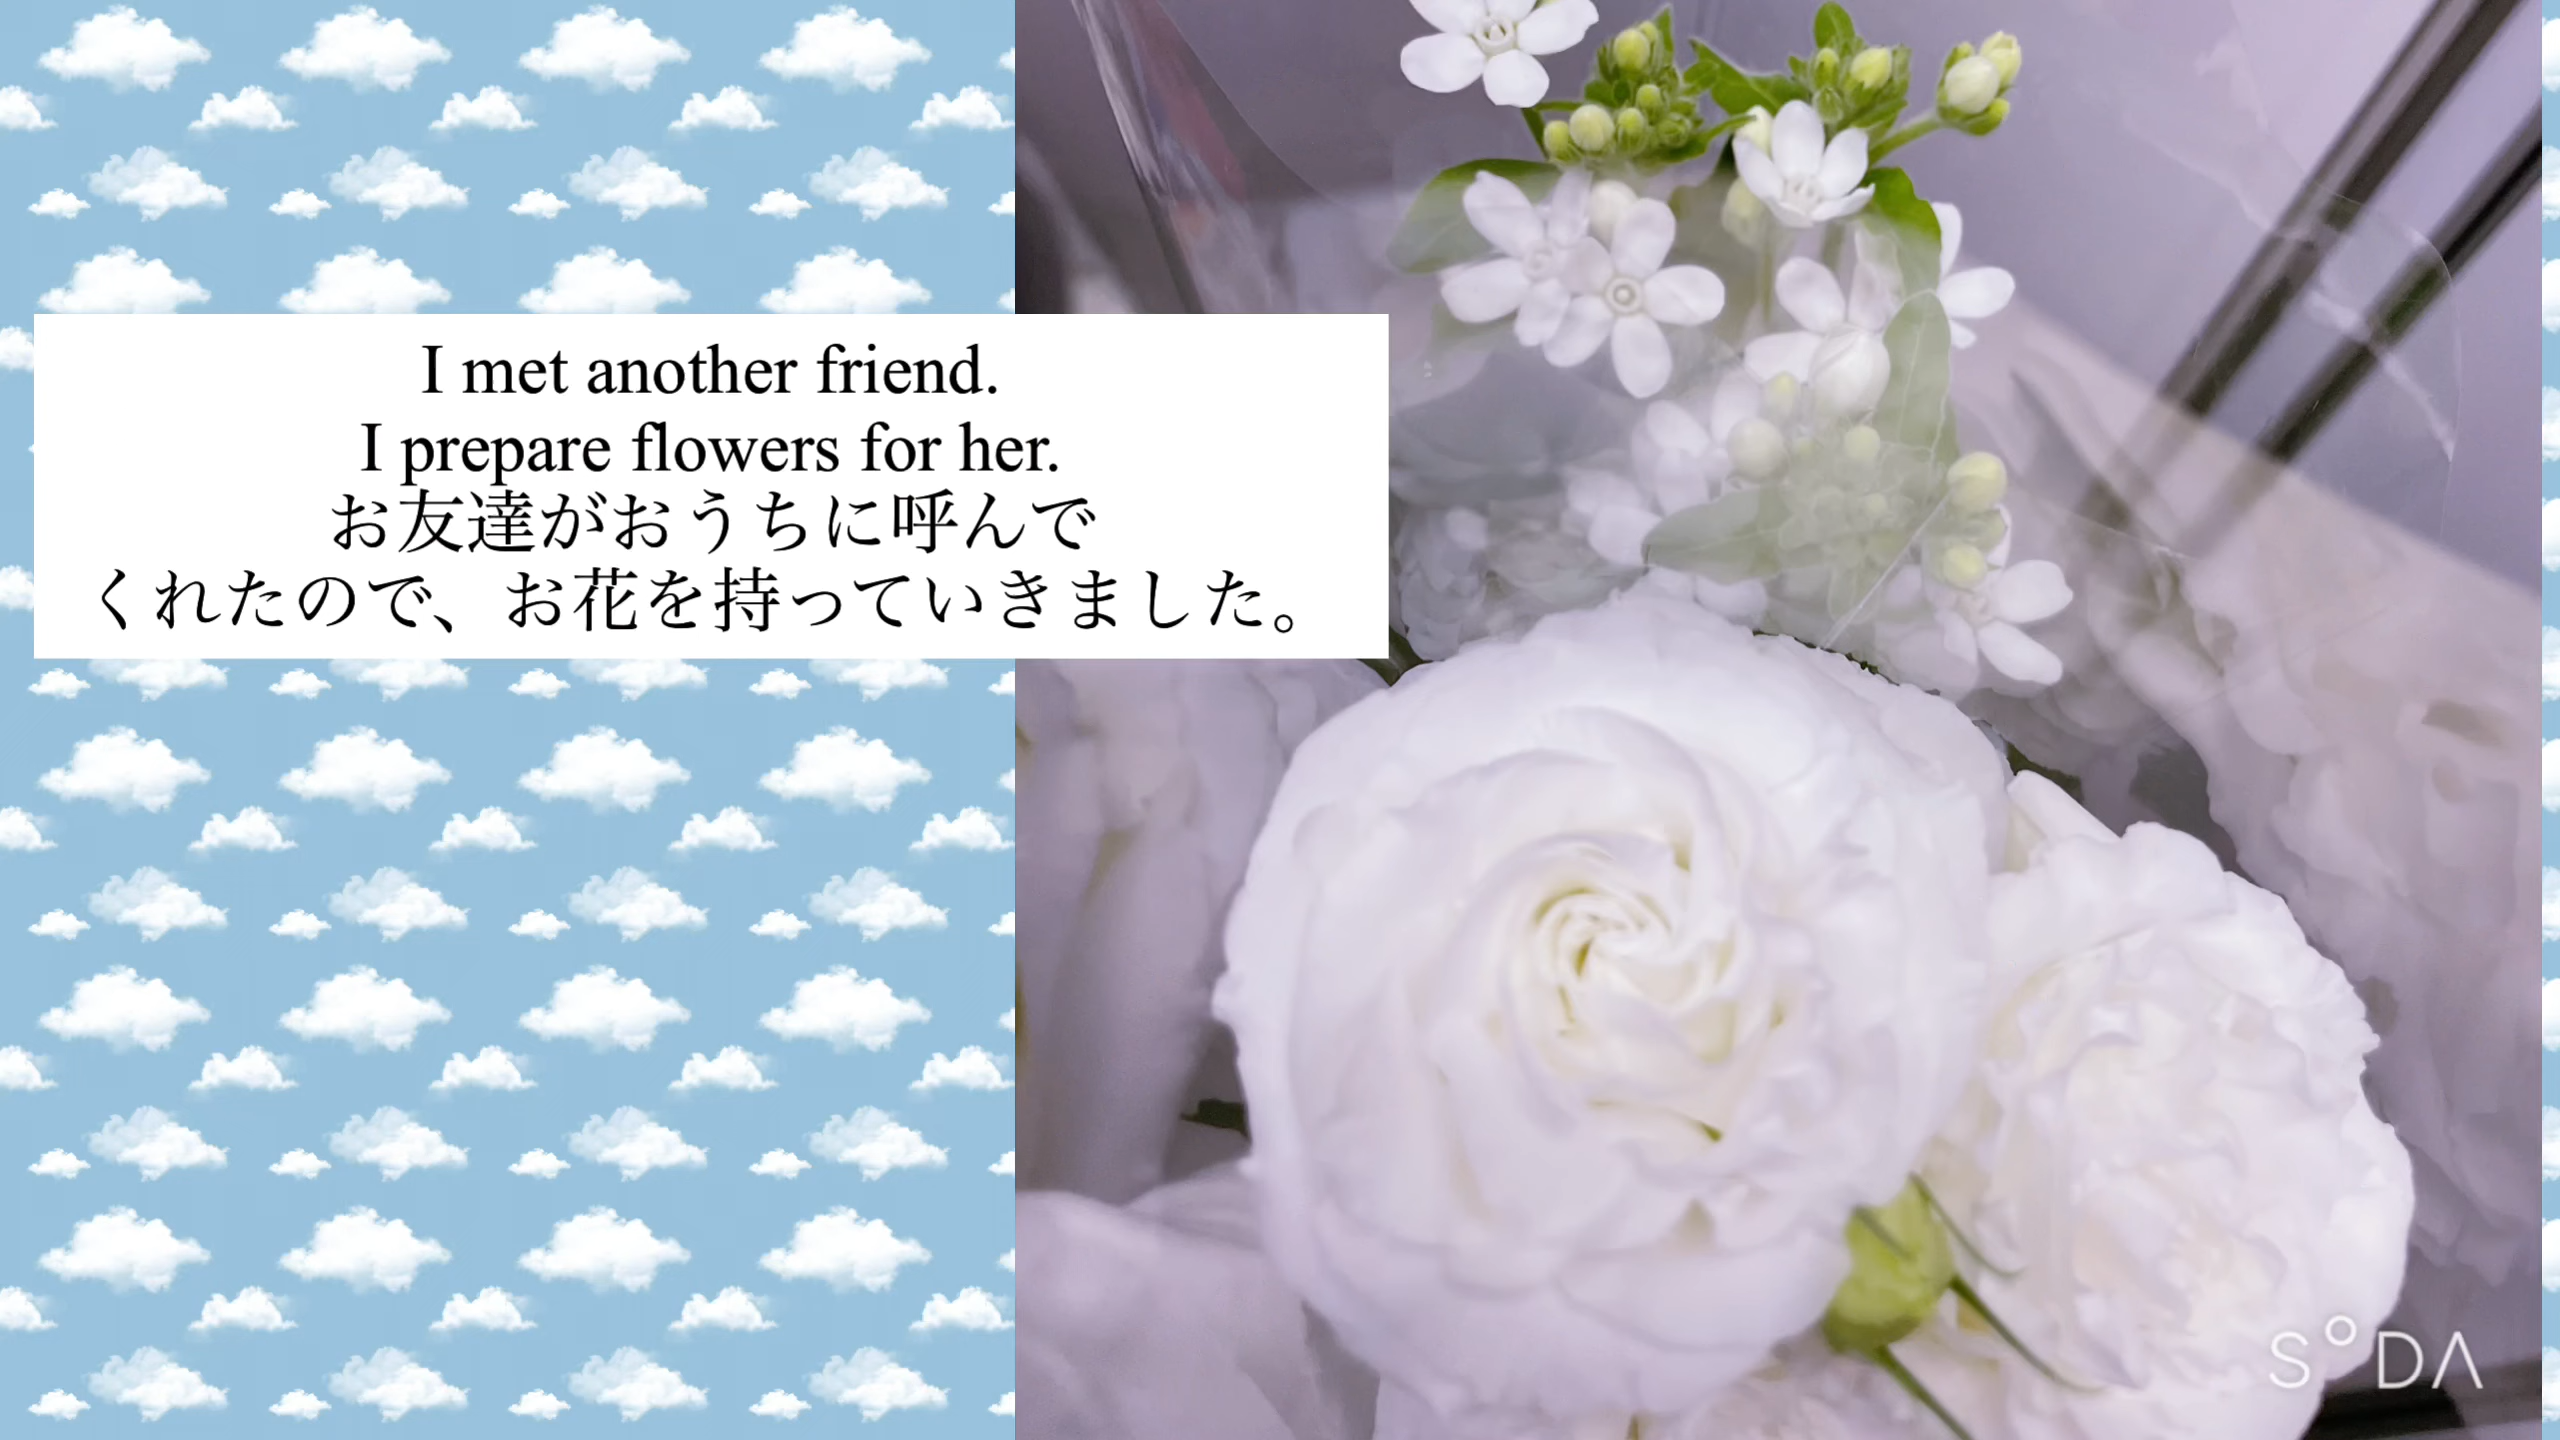 I met another friend.
I prepare flowers for her.
お友達がおうちに呼んで
くれたので、お花を持っていきました。
SODA